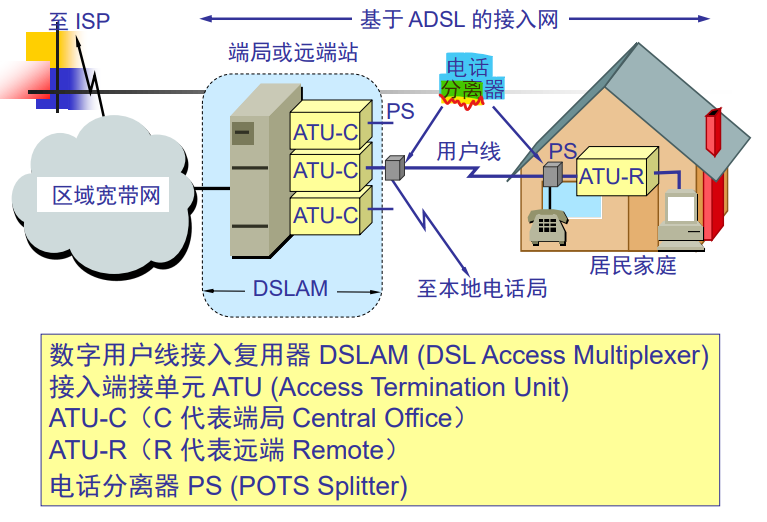 至 ISP
基于 ADSL 的接入网
端局或远端站
电话
分离器
PS
ATU-C
用户线
PS
ATU-C
ATU-R
区域宽带网
ATU-C
居民家庭
DSLAM
至本地电话局
数字用户线接入复用器 DSLAM (DSL Access Multiplexer)
接入端接单元 ATU (Access Termination Unit)
ATU-C（C 代表端局 Central Office）
ATU-R（R 代表远端 Remote）
电话分离器 PS (POTS Splitter)